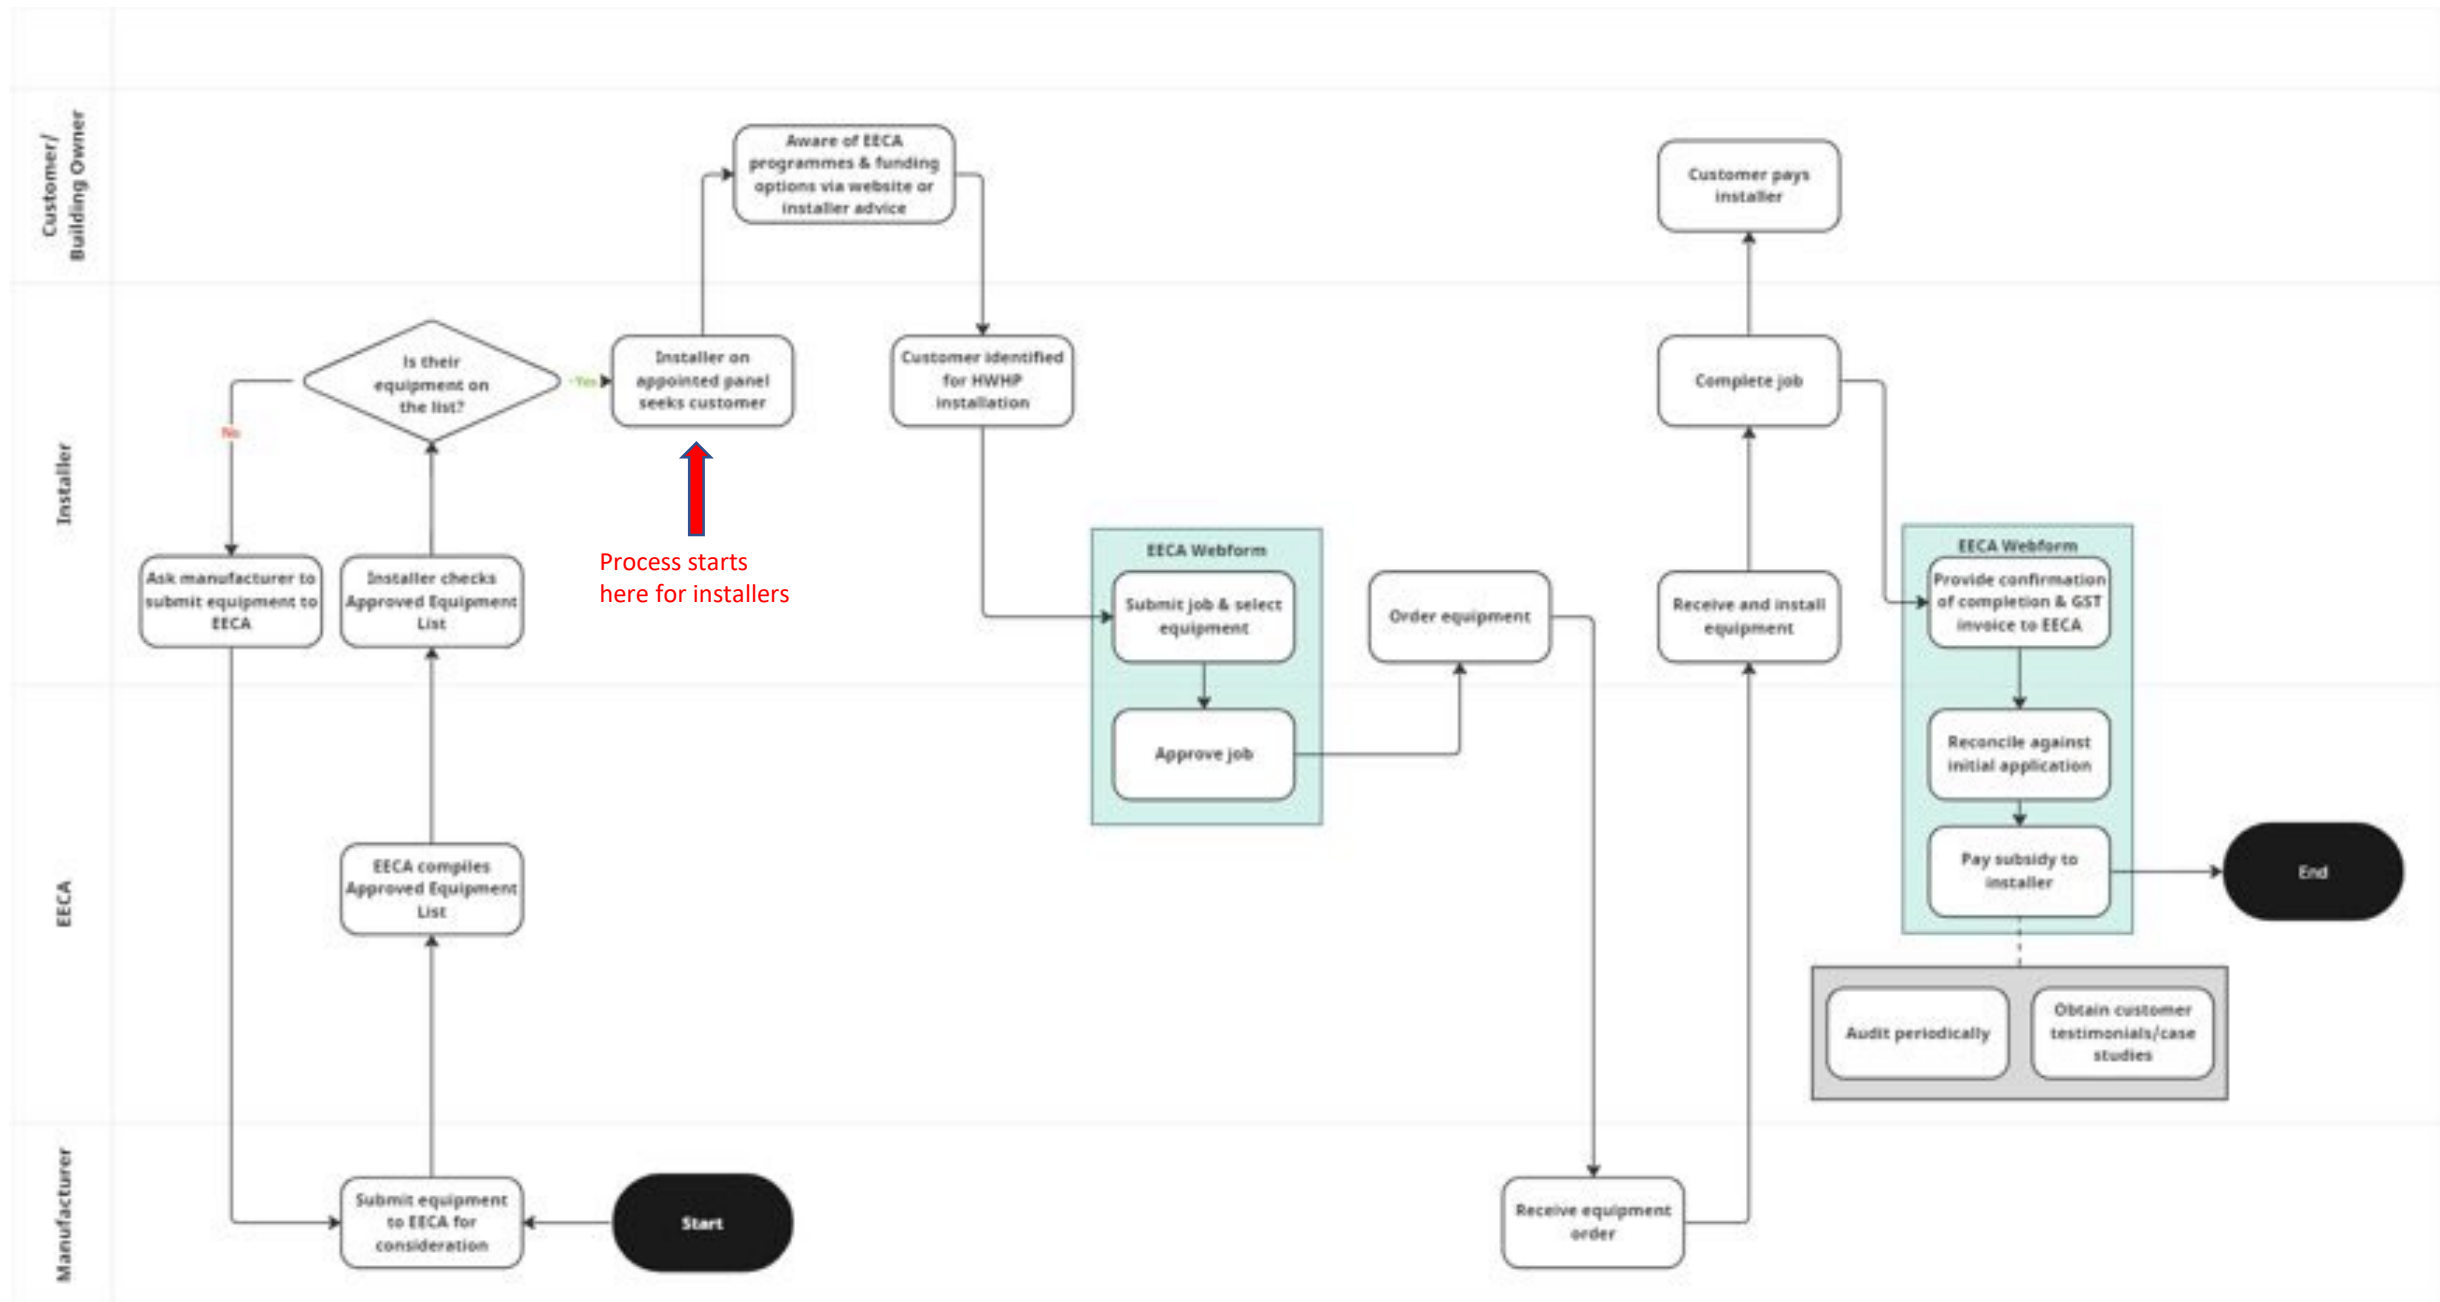 Customer/
Building Owner
Aware of EECA
programmes & funding
options via website or
installer advice
Customer pays
installer
Installer
Is their
equipment on
the list?
No
Yes
Installer on
appointed panel
seeks customer
Customer identified
for HWHP
installation
Complete job
Process starts
here for installers
Ask manufacturer to
submit equipment to
EECA
Installer checks
Approved Equipment
List
EECA Webform
Submit job & select
equipment
Order equipment
Receive and install
equipment
EECA Webform
Provide confirmation
of completion & GST
invoice to EECA
EECA
EECA compiles
Approved Equipment
List
Approve job
Reconcile against
initial application
Pay subsidy to
installer
End
Audit periodically
Obtain customer
testimonials/case
studies
Manufacturer
Submit equipment
to EECA for
consideration
Start
Receive equipment
order